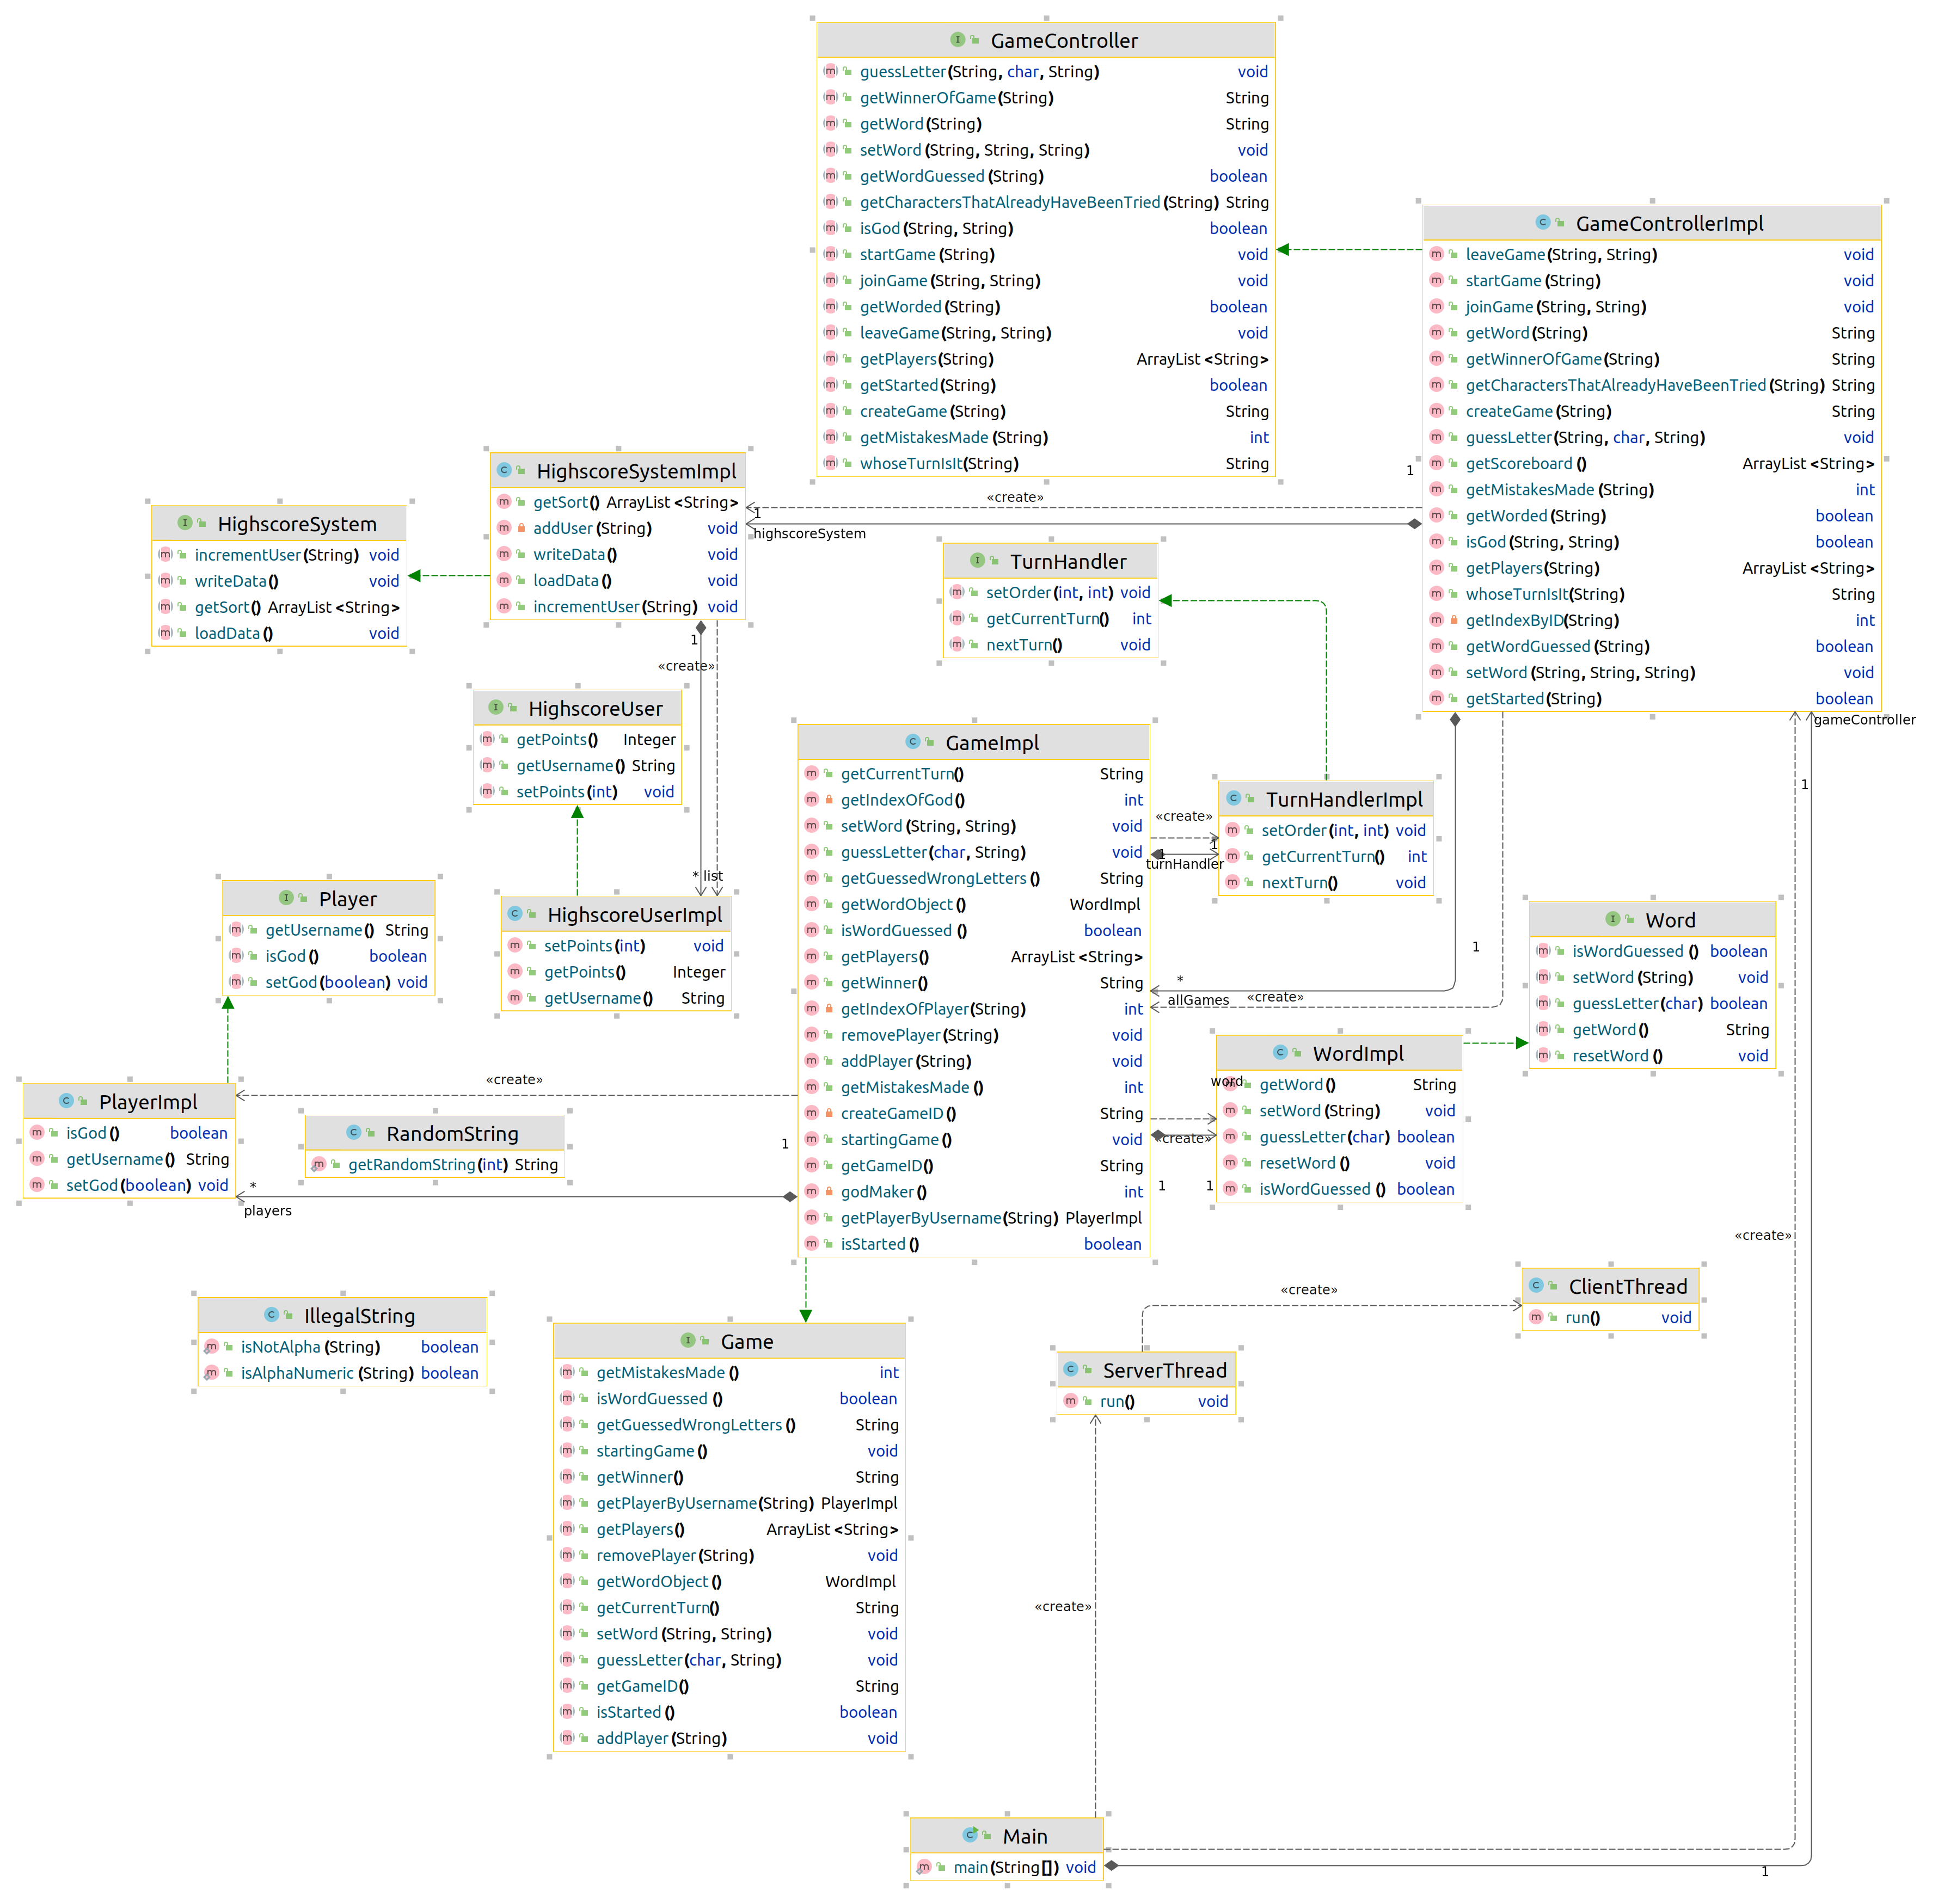 GameController
guessLetter(String, char, String) void
getWinnerOfGame(String) String
getWord(String) String
setWord(String, String, String) void
getWordGuessed(String) boolean
getCharactersThatAlreadyHaveBeenTried(String) String
isGod(String, String) boolean
startGame(String) void
joinGame(String, String) void
getWorded(String) boolean
leaveGame(String, String) void
getPlayers(String) ArrayList<String>
getStarted(String) boolean
createGame(String) String
getMistakesMade(String) int
whoseTurnIsIt(String) String
GameControllerImpl
leaveGame(String, String) void
startGame(String) void
joinGame(String, String) void
getWord(String) String
getWinnerOfGame(String) String
getCharactersThatAlreadyHaveBeenTried(String) String
createGame(String) String
guessLetter(String, char, String) void
getScoreboard() ArrayList<String>
getMistakesMade(String) int
getWorded(String) boolean
isGod(String, String) boolean
getPlayers(String) ArrayList<String>
whoseTurnIsIt(String) String
getIndexByID(String) int
getWordGuessed(String) boolean
setWord(String, String, String) void
getStarted(String) boolean
1
«create»
1
highscoreSystem
HighscoreSystemImpl
getSort() ArrayList<String>
addUser(String) void
writeData() void
loadData() void
incrementUser(String) void
HighscoreSystem
incrementUser(String) void
writeData() void
getSort() ArrayList<String>
loadData() void
TurnHandler
setOrder(int, int) void
getCurrentTurn() int
nextTurn() void
1
«create»
HighscoreUser
getPoints() Integer
getUsername() String
setPoints(int) void
* list
HighscoreUserImpl
setPoints(int) void
getPoints() Integer
getUsername() String
GameImpl
getCurrentTurn() String
getIndexOfGod() int
setWord(String, String) void
guessLetter(char, String) void
getGuessedWrongLetters() String
getWordObject() WordImpl
isWordGuessed() boolean
getPlayers() ArrayList<String>
getWinner() String
getIndexOfPlayer(String) int
removePlayer(String) void
addPlayer(String) void
getMistakesMade() int
createGameID() String
startingGame() void
getGameID() String
godMaker() int
getPlayerByUsername(String) PlayerImpl
isStarted() boolean
«create»
1
1
turnHandler
TurnHandlerImpl
setOrder(int, int) void
getCurrentTurn() int
nextTurn() void
gameController
1
1
*
allGames
«create»
Word
isWordGuessed() boolean
setWord(String) void
guessLetter(char) boolean
getWord() String
resetWord() void
Player
getUsername() String
isGod() boolean
setGod(boolean) void
WordImpl
getWord() String
setWord(String) void
guessLetter(char) boolean
resetWord() void
isWordGuessed() boolean
word
«create»
1
1
PlayerImpl
isGod() boolean
getUsername() String
setGod(boolean) void
«create»
1
*
players
RandomString
getRandomString(int) String
IllegalString
isNotAlpha(String) boolean
isAlphaNumeric(String) boolean
Game
getMistakesMade() int
isWordGuessed() boolean
getGuessedWrongLetters() String
startingGame() void
getWinner() String
getPlayerByUsername(String) PlayerImpl
getPlayers() ArrayList<String>
removePlayer(String) void
getWordObject() WordImpl
getCurrentTurn() String
setWord(String, String) void
guessLetter(char, String) void
getGameID() String
isStarted() boolean
addPlayer(String) void
«create»
«create»
ClientThread
run() void
ServerThread
run() void
«create»
Main
main(String[]) void
1